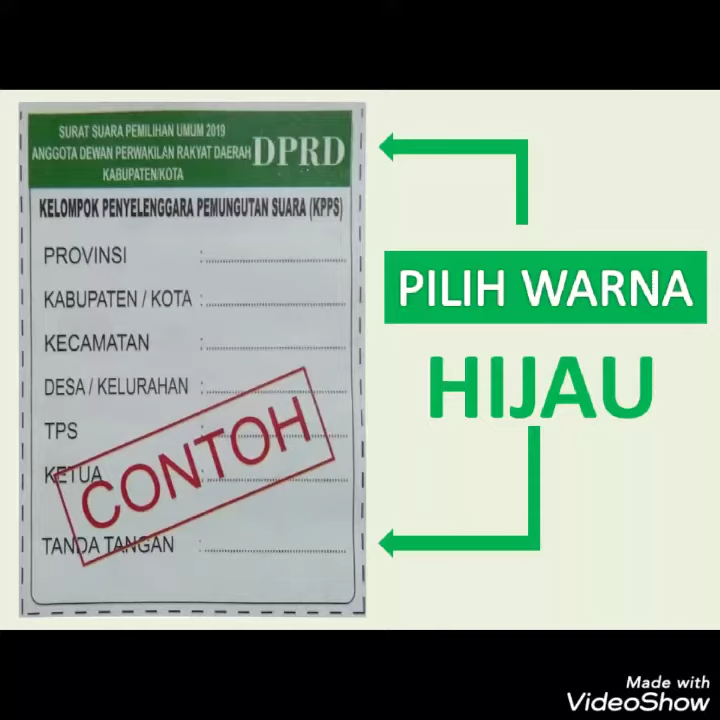 SURAT SUARA PEMILIHAN UMUM 2019
ANGGOTA DEWAN PERWAKILAN RAKYAT DAERAH
KABUPATEN/KOTA
DPRD
KELOMPOK PENYELENGGARA PEMUNGUTAN SUARA (KPPS)
PROVINSI :
KABUPATEN / KOTA :
KECAMATAN :
DESA / KELURAHAN :
TPS :
KETUA :
TANDA TANGAN :
CONTOH
PILIH WARNA
HIJAU
Made with
VideoShow